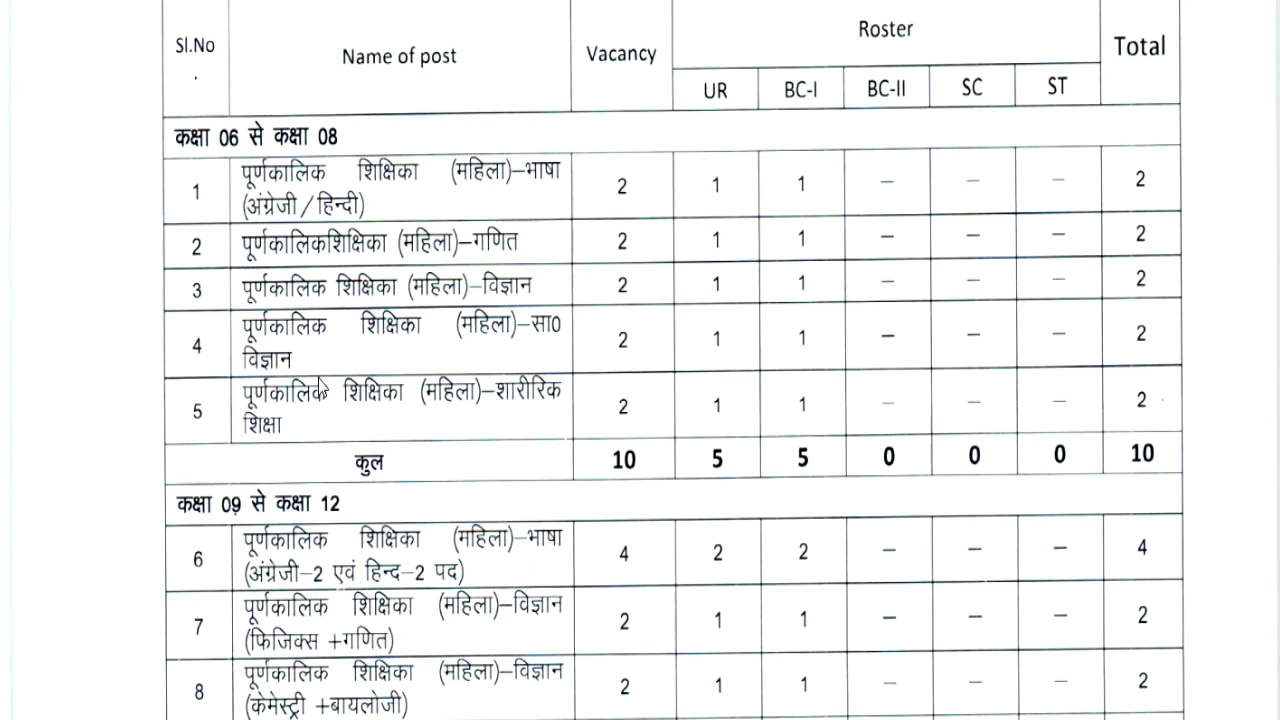 Sl.No
.
Name of post
Vacancy
Roster
Total
UR BC-I BC-II SC ST
कक्षा 06 से कक्षा 08
1 पूर्णकालिक शिक्षिका (महिला)–भाषा 2 1 1 – – – 2
(अंग्रेजी / हिन्दी)
2 पूर्णकालिकशिक्षिका (महिला)–गणित 2 1 1 – – – 2
3 पूर्णकालिक शिक्षिका (महिला)–विज्ञान 2 1 1 – – – 2
4 पूर्णकालिक शिक्षिका (महिला)–सा0 2 1 1 – – – 2
विज्ञान
5 पूर्णकालिक शिक्षिका (महिला)–शारीरिक 2 1 1 – – – 2
शिक्षा
कुल 10 5 5 0 0 0 10
कक्षा 09 से कक्षा 12
6 पूर्णकालिक शिक्षिका (महिला)–भाषा 4 2 2 – – – 4
(अंग्रेजी–2 एवं हिन्द–2 पद)
7 पूर्णकालिक शिक्षिका (महिला)–विज्ञान 2 1 1 – – – 2
(फिजिक्स +गणित)
8 पूर्णकालिक शिक्षिका (महिला)–विज्ञान 2 1 1 – – – 2
(केमेस्ट्री +बायलोजी)